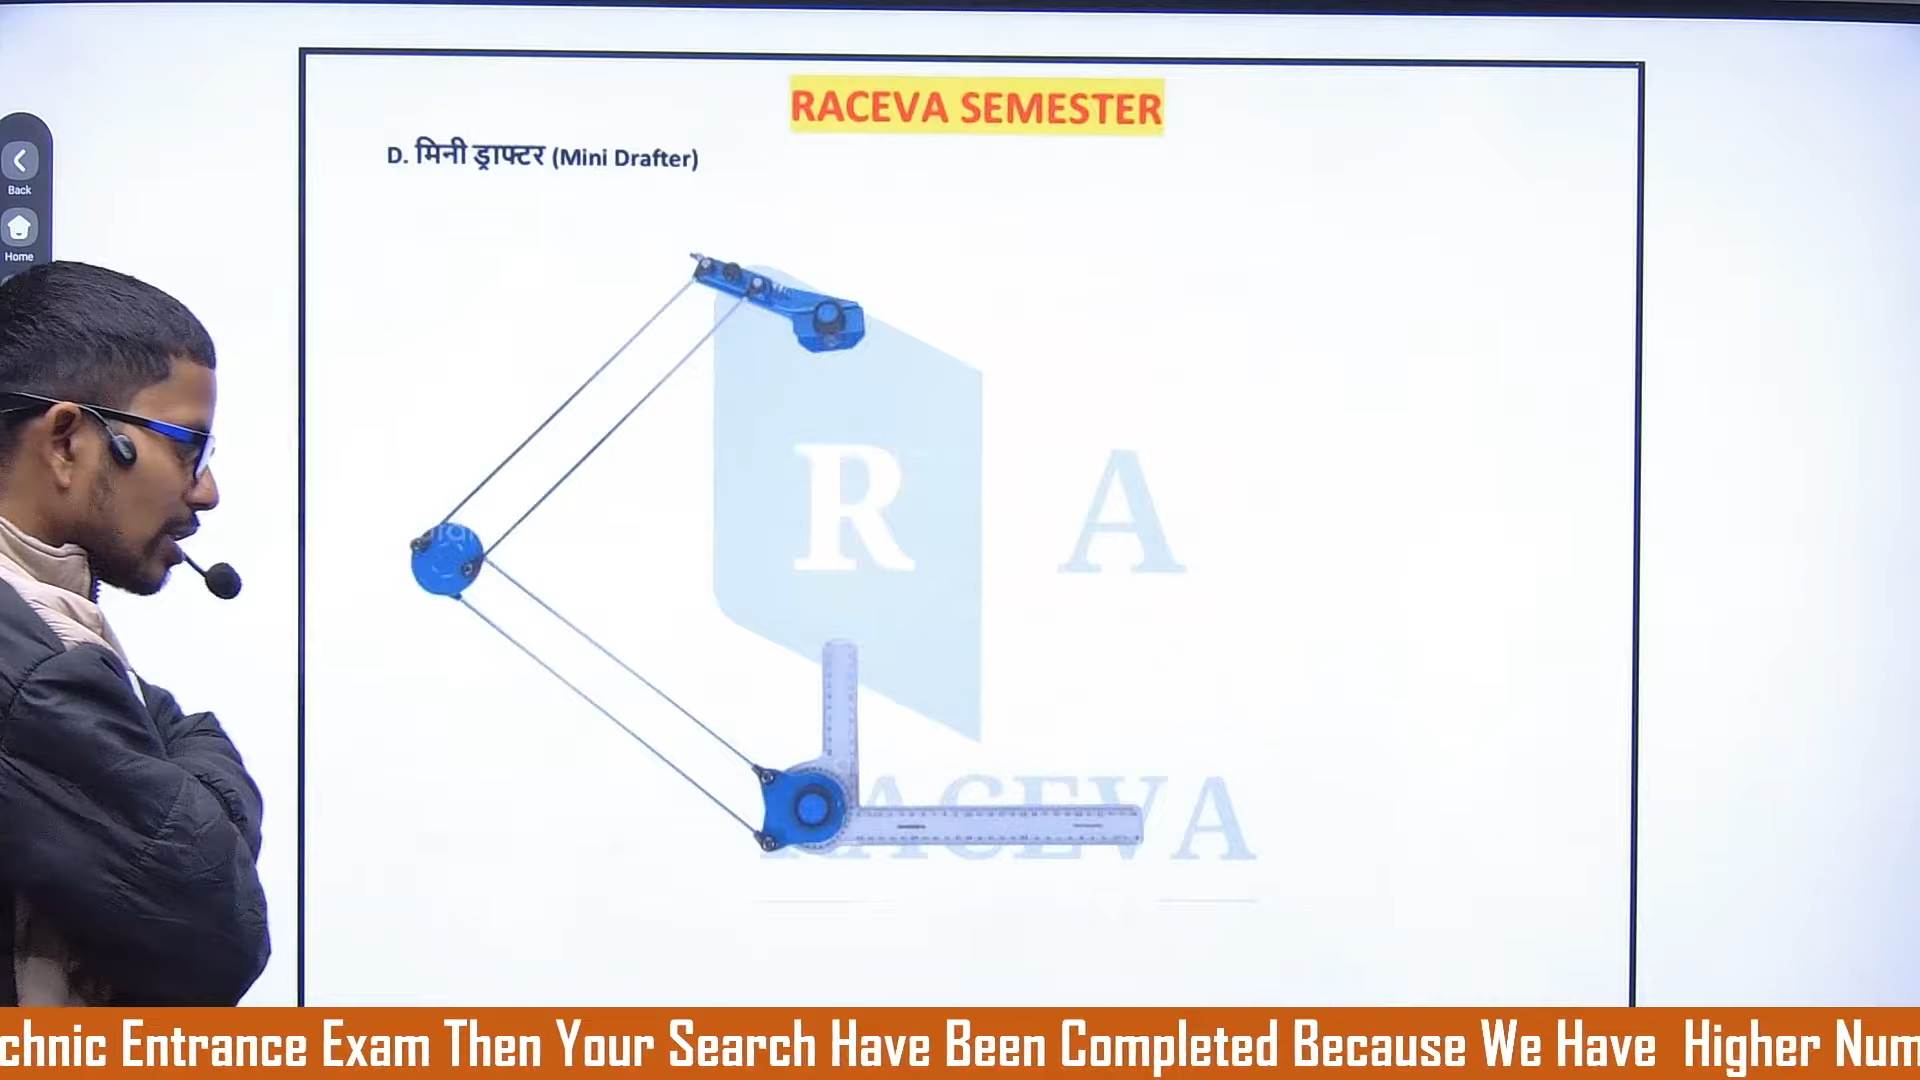 RACEVA SEMESTER
D. मिनी ड्राफ्टर (Mini Drafter)
Back
Home
R A
RACEVA
chnic Entrance Exam Then Your Search Have Been Completed Because We Have Higher Num